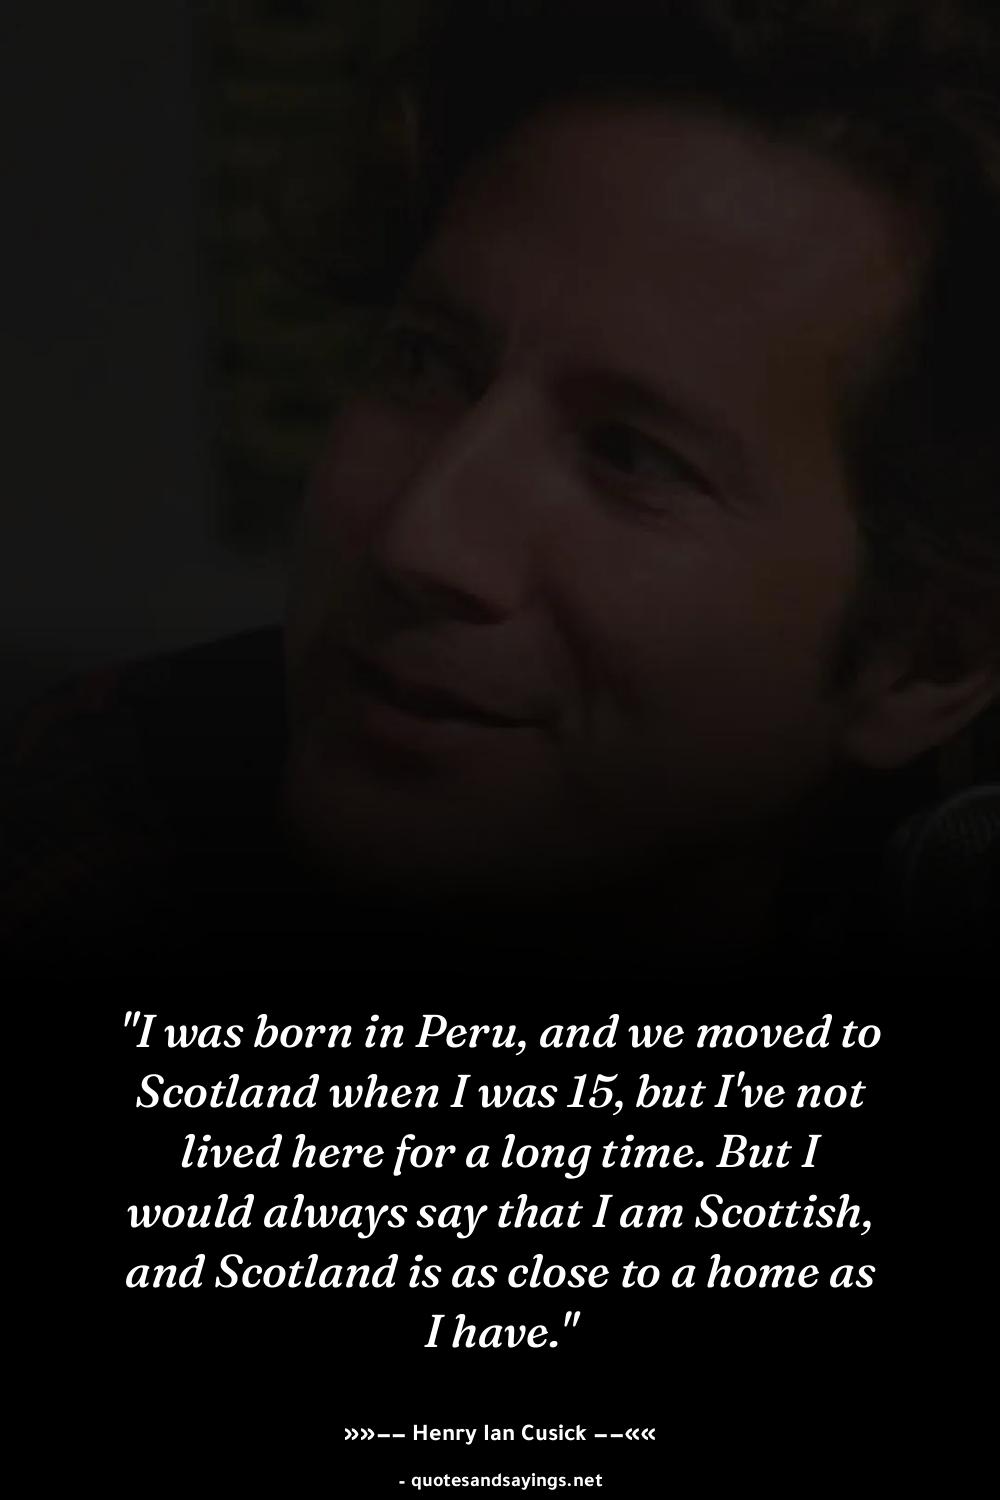 "I was born in Peru, and we moved to
Scotland when I was 15, but I've not
lived here for a long time. But I
would always say that I am Scottish,
and Scotland is as close to a home as
I have."
»»−− Henry Ian Cusick −−««
- quotesandsayings.net